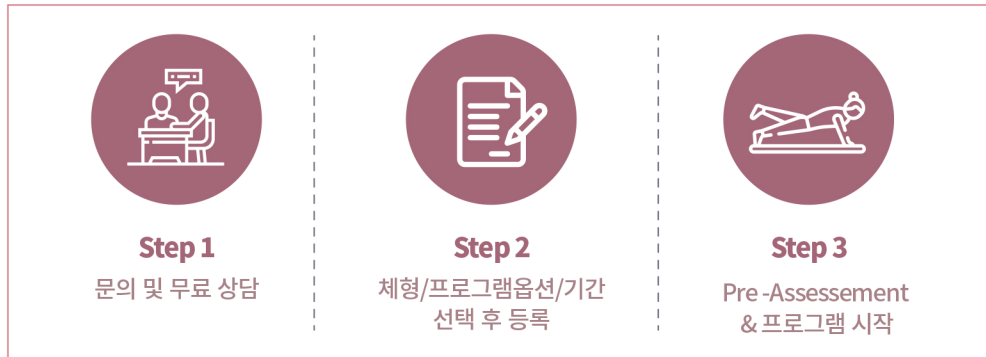 Step 1
문의 및 무료 상담
Step 2
체형/프로그램옵션/기간
선택 후 등록
Step 3
Pre -Assessement
& 프로그램 시작